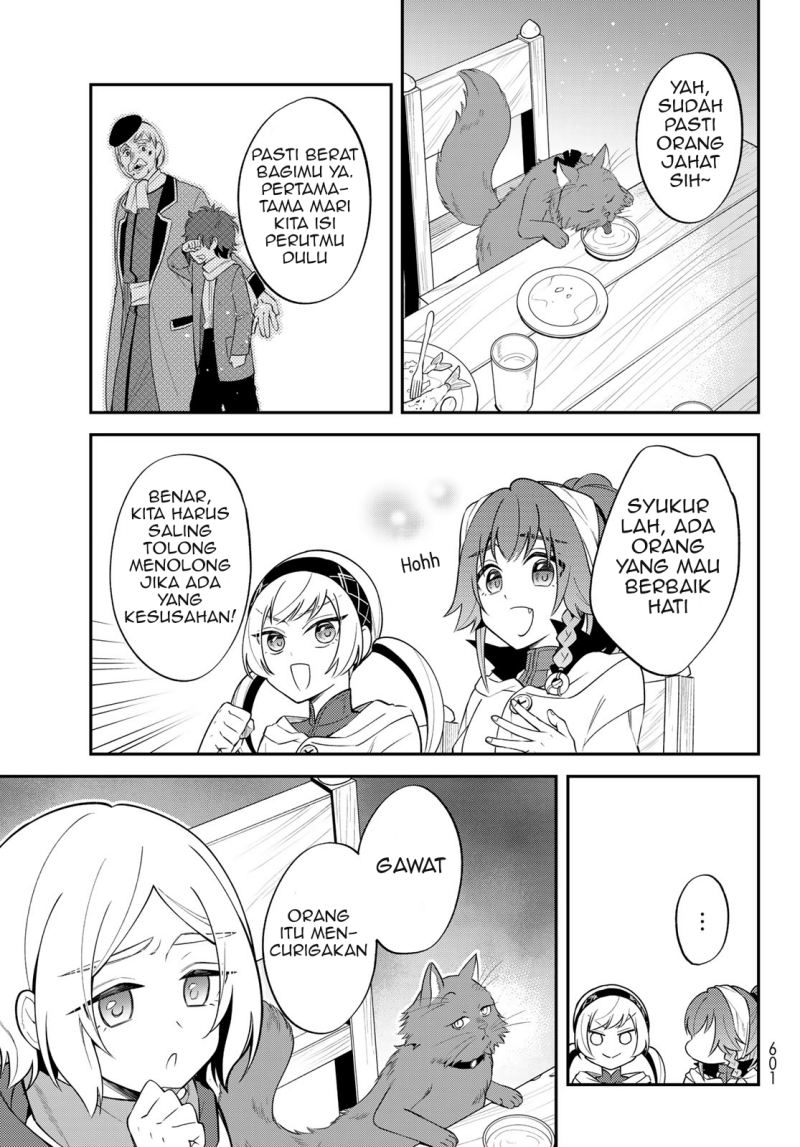 YAH,
SUDAH
PASTI
ORANG
JAHAT
SIH~
PASTI BERAT
BAGIMU YA.
PERTAMA-
TAMA MARI
KITA ISI
PERUTMU
DULU
SYUKUR
LAH, ADA
ORANG
YANG MAU
BERBAIK
HATI
Hohh
BENAR,
KITA HARUS
SALING
TOLONG
MENOLONG
JIKA ADA
YANG
KESUSAHAN!
...
GAWAT
ORANG
ITU MEN-
CURIGAKAN
601